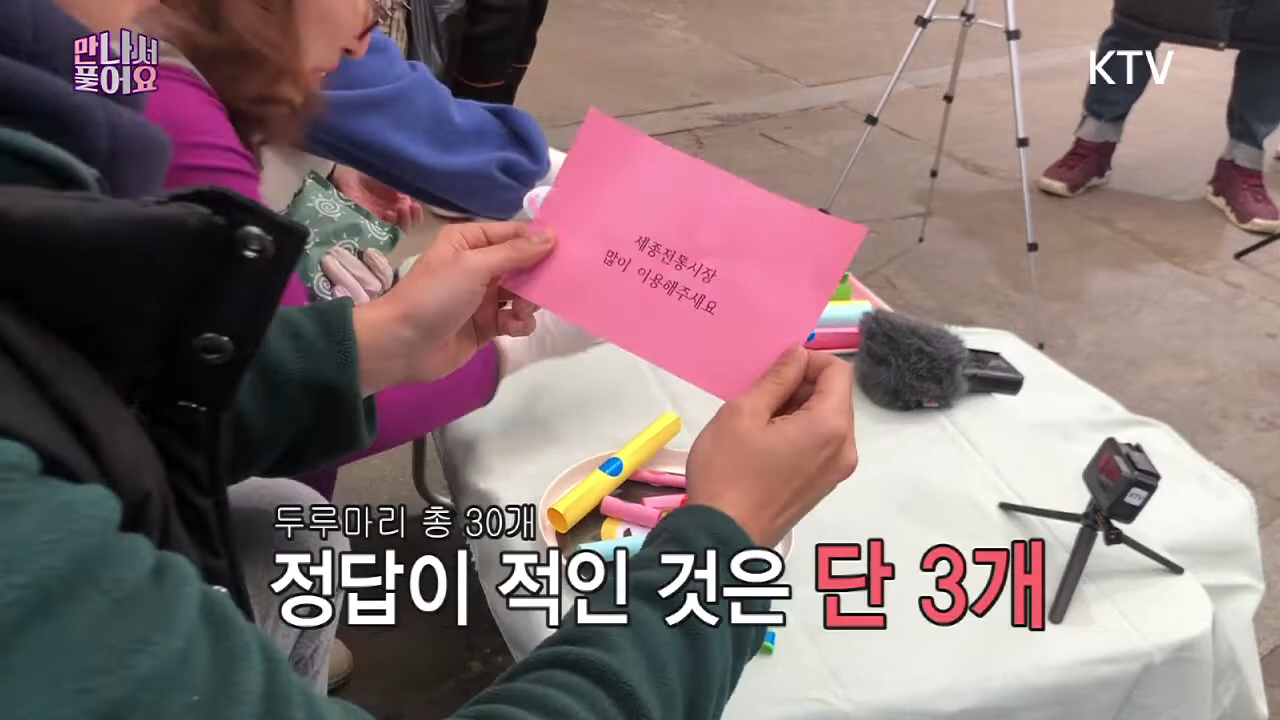 만나서
풀어요
KTV
세종전통시장
많이 이용해주세요
KTV
두루마리 총 30개
정답이 적인 것은 단 3개